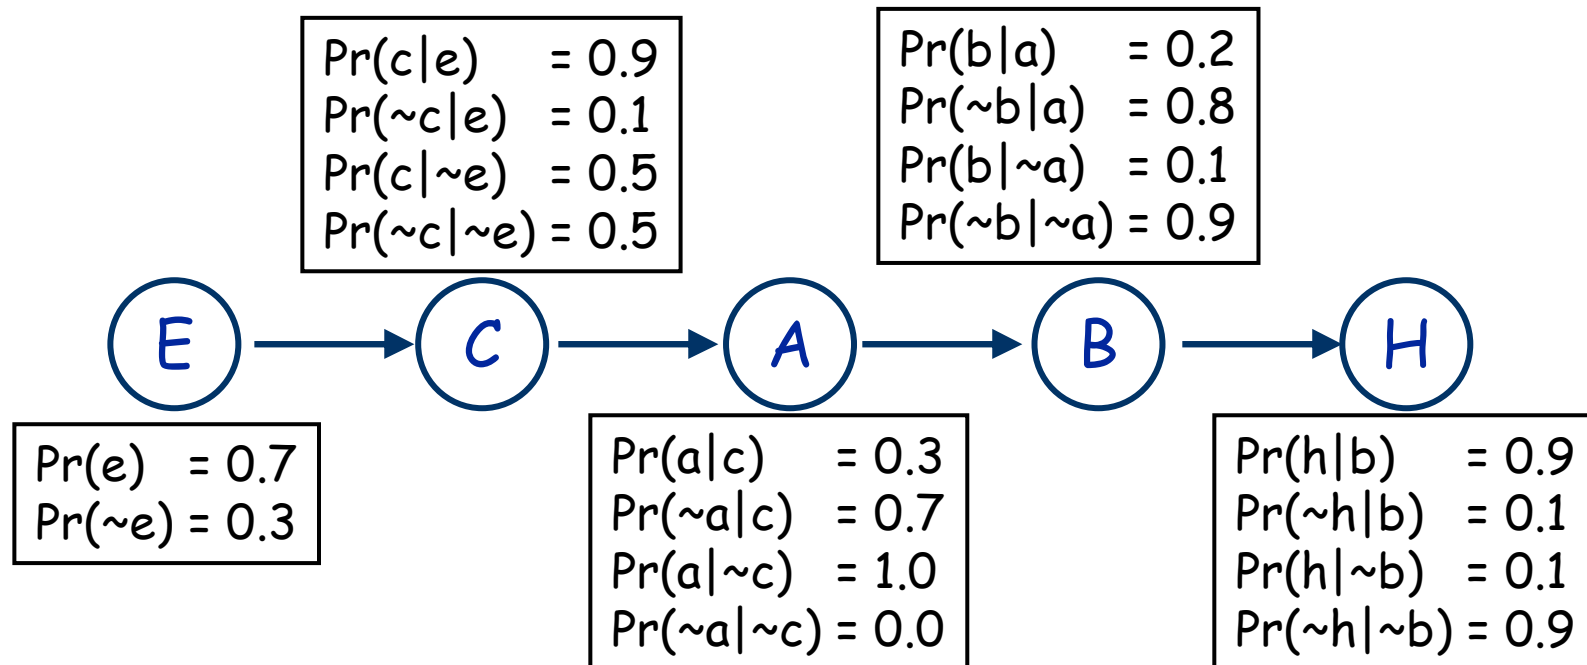 Pr(c|e) = 0.9
Pr(~c|e) = 0.1
Pr(c|~e) = 0.5
Pr(~c|~e) = 0.5
Pr(b|a) = 0.2
Pr(~b|a) = 0.8
Pr(b|~a) = 0.1
Pr(~b|~a) = 0.9
E
C
A
B
H
Pr(e) = 0.7
Pr(~e) = 0.3
Pr(a|c) = 0.3
Pr(~a|c) = 0.7
Pr(a|~c) = 1.0
Pr(~a|~c) = 0.0
Pr(h|b) = 0.9
Pr(~h|b) = 0.1
Pr(h|~b) = 0.1
Pr(~h|~b) = 0.9